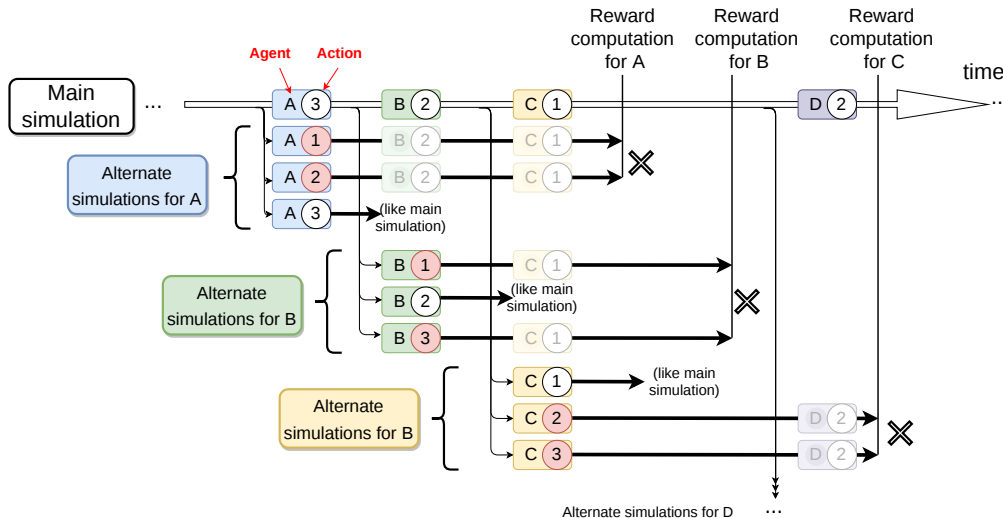 Reward
computation
for A
Reward
computation
for B
Reward
computation
for C
Agent
Action
time
Main
simulation
...
A 3
B 2
C 1
D 2
...
Alternate
simulations for A
A 1
B 2
C 1
A 2
B 2
C 1
A 3
(like main
simulation)
Alternate
simulations for B
B 1
C 1
B 2
(like main
simulation)
B 3
C 1
Alternate
simulations for B
C 1
(like main
simulation)
C 2
D 2
C 3
D 2
Alternate simulations for D
...